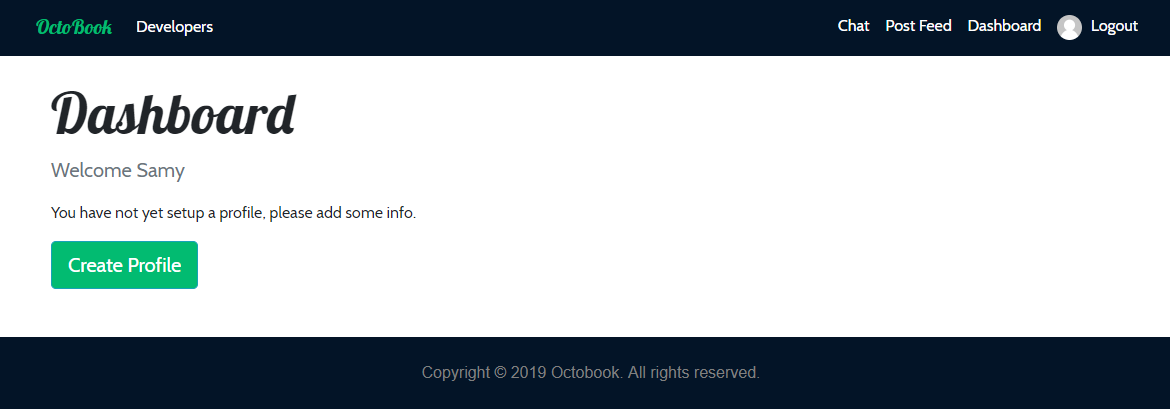 OctoBook Developers Chat Post Feed Dashboard Logout
Dashboard
Welcome Samy
You have not yet setup a profile, please add some info.
Create Profile
Copyright © 2019 Octobook. All rights reserved.